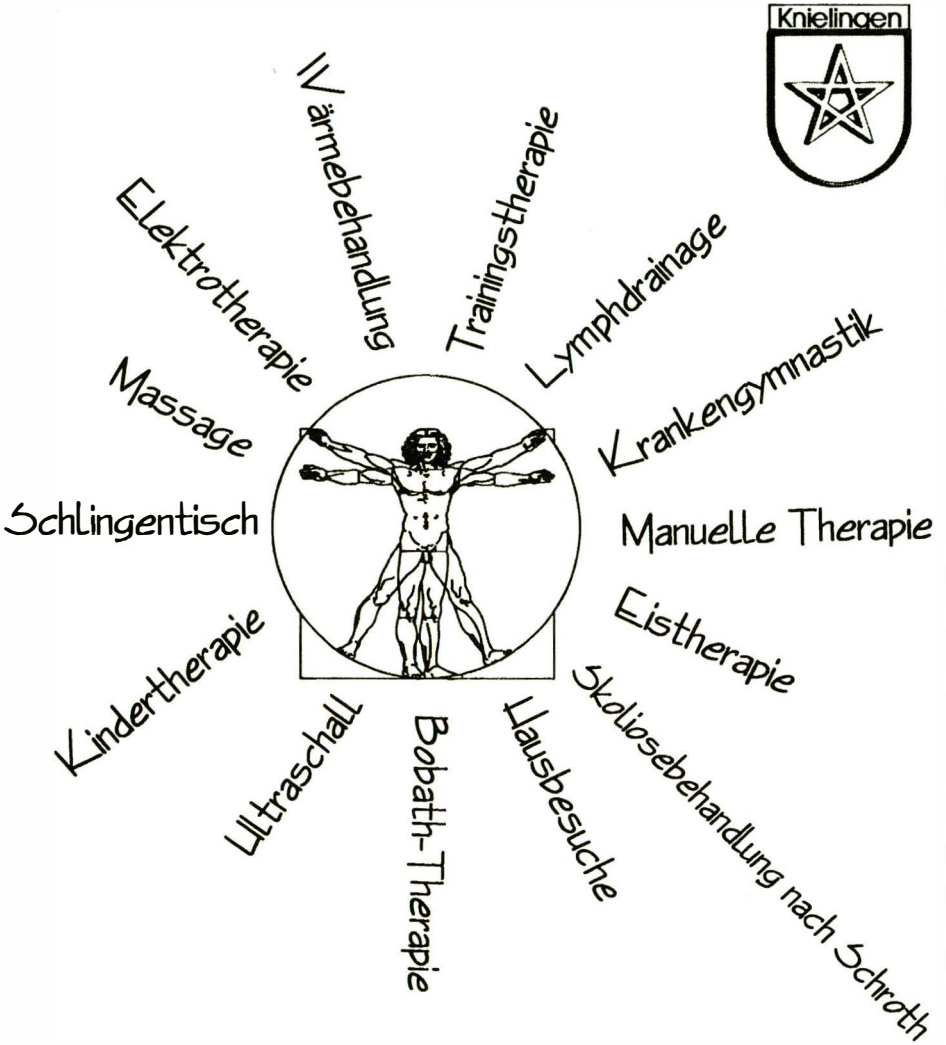 Knielingen
Wärmebehandlung
Trainingstherapie
Lymphdrainage
Krankengymnastik
Manuelle Therapie
Eistherapie
Skoliosebehandlung nach Schroth
Hausbesuche
Bobath-Therapie
Ultraschall
Kindertherapie
Schlingentisch
Massage
Elektrotherapie